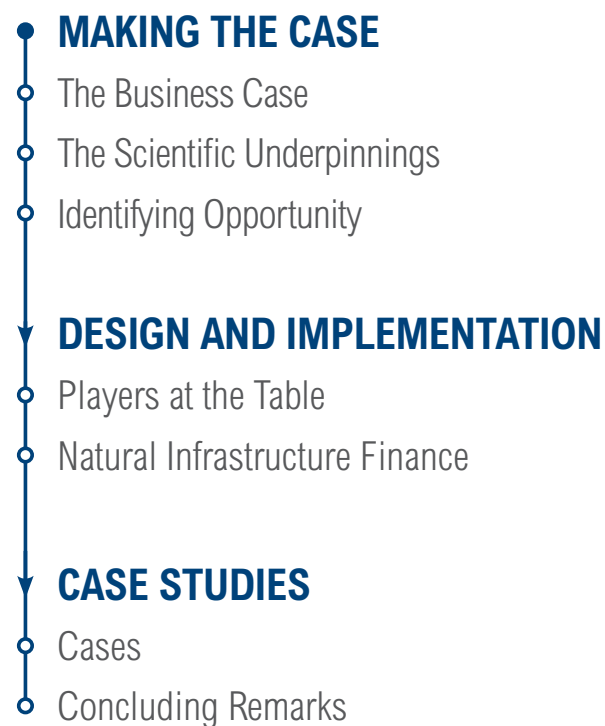 MAKING THE CASE
The Business Case
The Scientific Underpinnings
Identifying Opportunity
DESIGN AND IMPLEMENTATION
Players at the Table
Natural Infrastructure Finance
CASE STUDIES
Cases
Concluding Remarks